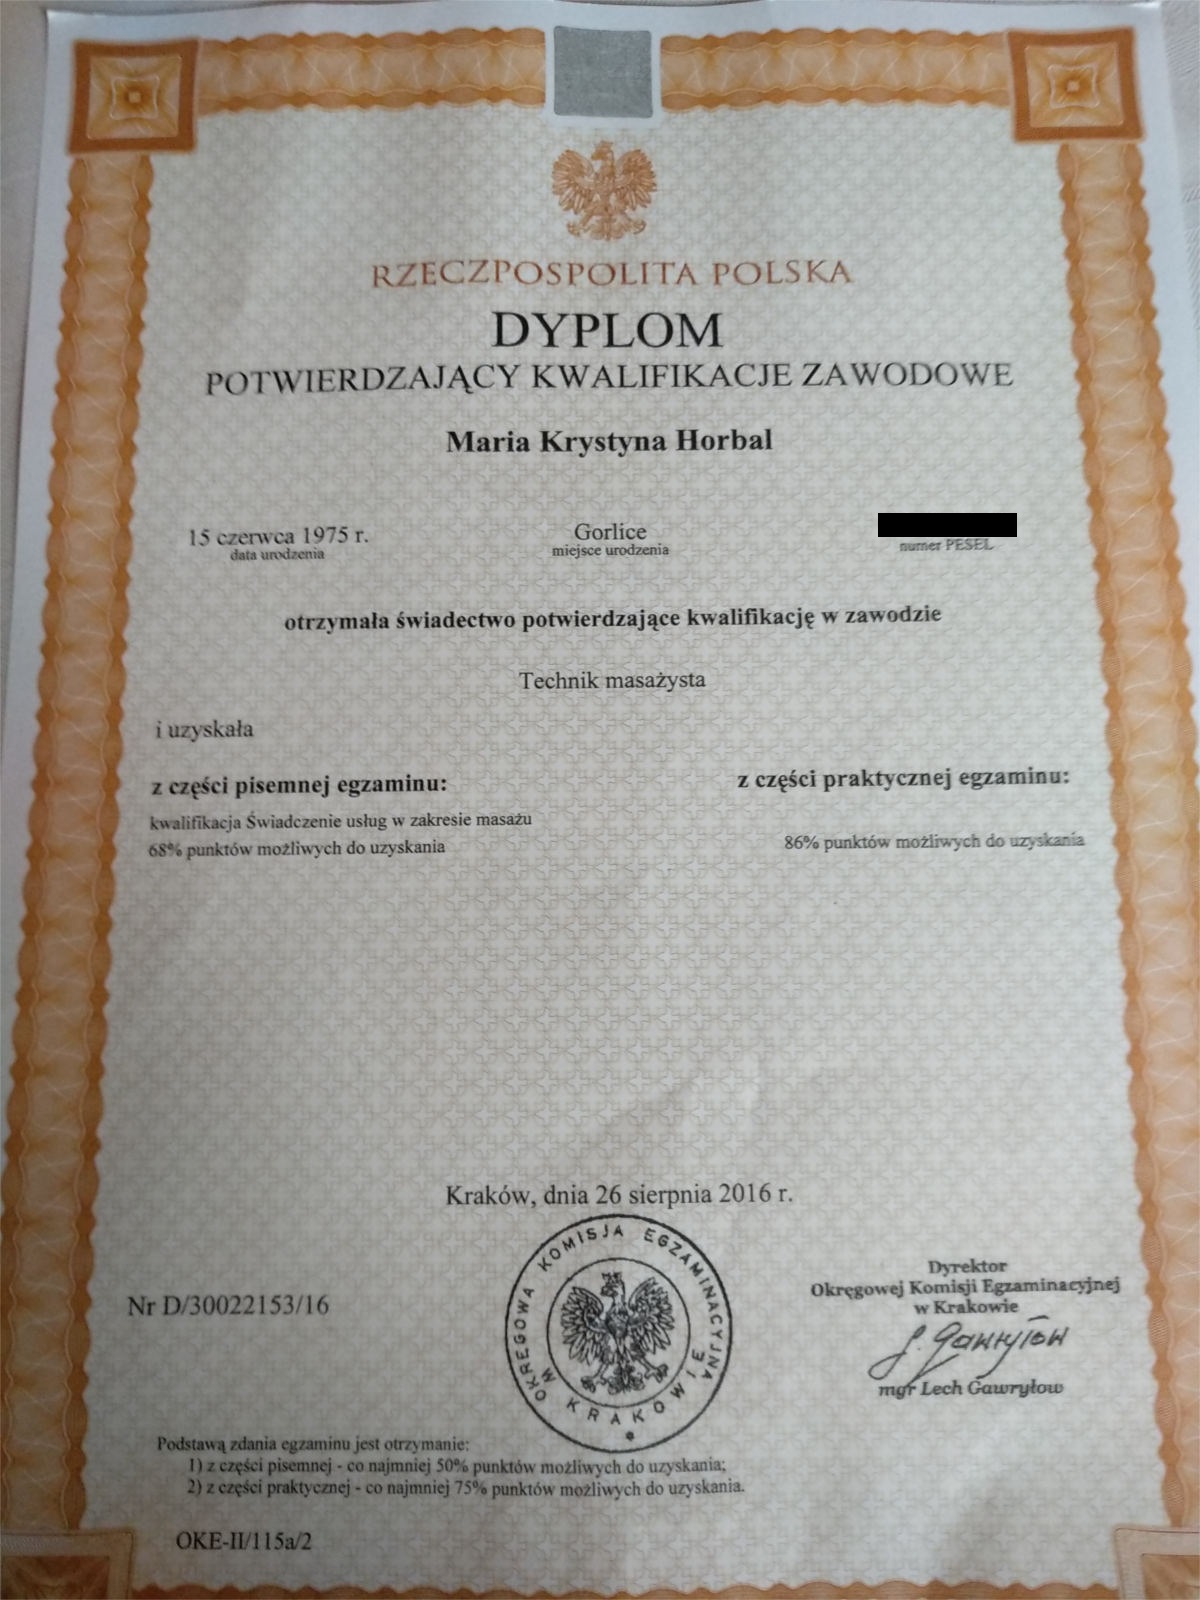 RZECZPOSPOLITA POLSKA
DYPLOM
POTWIERDZAJĄCY KWALIFIKACJE ZAWODOWE
Maria Krystyna Horbal
15 czerwca 1975 r.
data urodzenia
Gorlice
miejsce urodzenia
numer PESEL
otrzymała świadectwo potwierdzające kwalifikację w zawodzie
Technik masażysta
i uzyskała
z części pisemnej egzaminu:
kwalifikacja Świadczenie usług w zakresie masażu
68% punktów możliwych do uzyskania
z części praktycznej egzaminu:
86% punktów możliwych do uzyskania
Kraków, dnia 26 sierpnia 2016 r.
OKRĘGOWA KOMISJA EGZAMINACYJNA
W KRAKOWIE
Nr D/30022153/16
Dyrektor
Okręgowej Komisji Egzaminacyjnej
w Krakowie
L. Gawryłow
mgr Lech Gawryłow
Podstawą zdania egzaminu jest otrzymanie:
1) z części pisemnej - co najmniej 50% punktów możliwych do uzyskania;
2) z części praktycznej - co najmniej 75% punktów możliwych do uzyskania.
OKE-II/115a/2